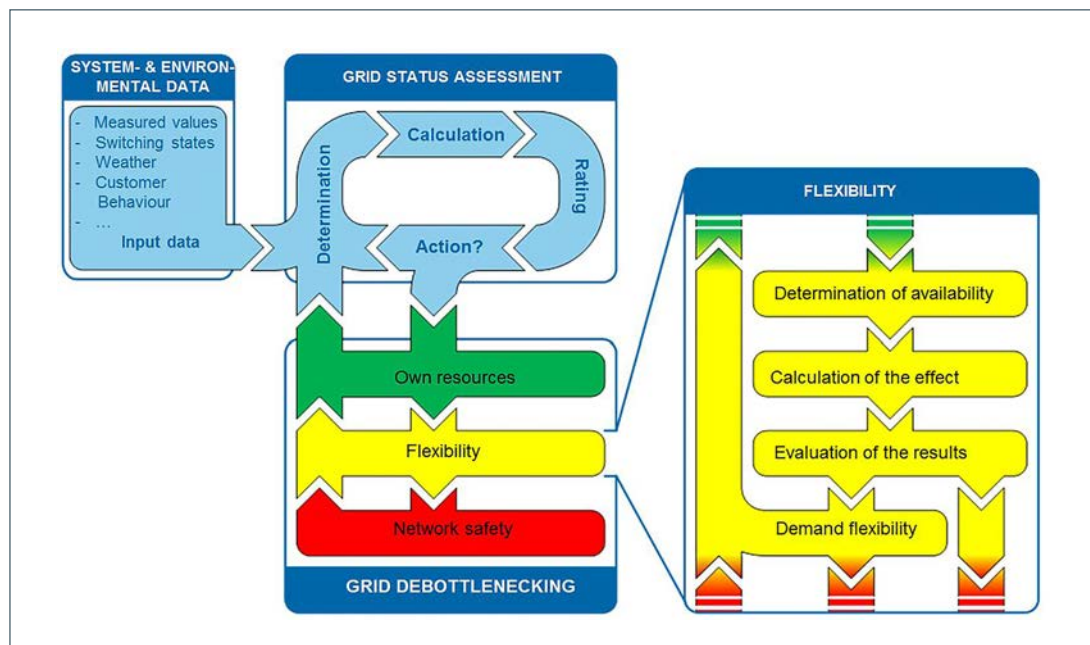 SYSTEM- & ENVIRON-
MENTAL DATA
- Measured values
- Switching states
- Weather
- Customer
Behaviour
- ...
Input data
GRID STATUS ASSESSMENT
Determination
Calculation
Rating
Action?
Own resources
Flexibility
Network safety
GRID DEBOTTLENECKING
FLEXIBILITY
Determination of availability
Calculation of the effect
Evaluation of the results
Demand flexibility